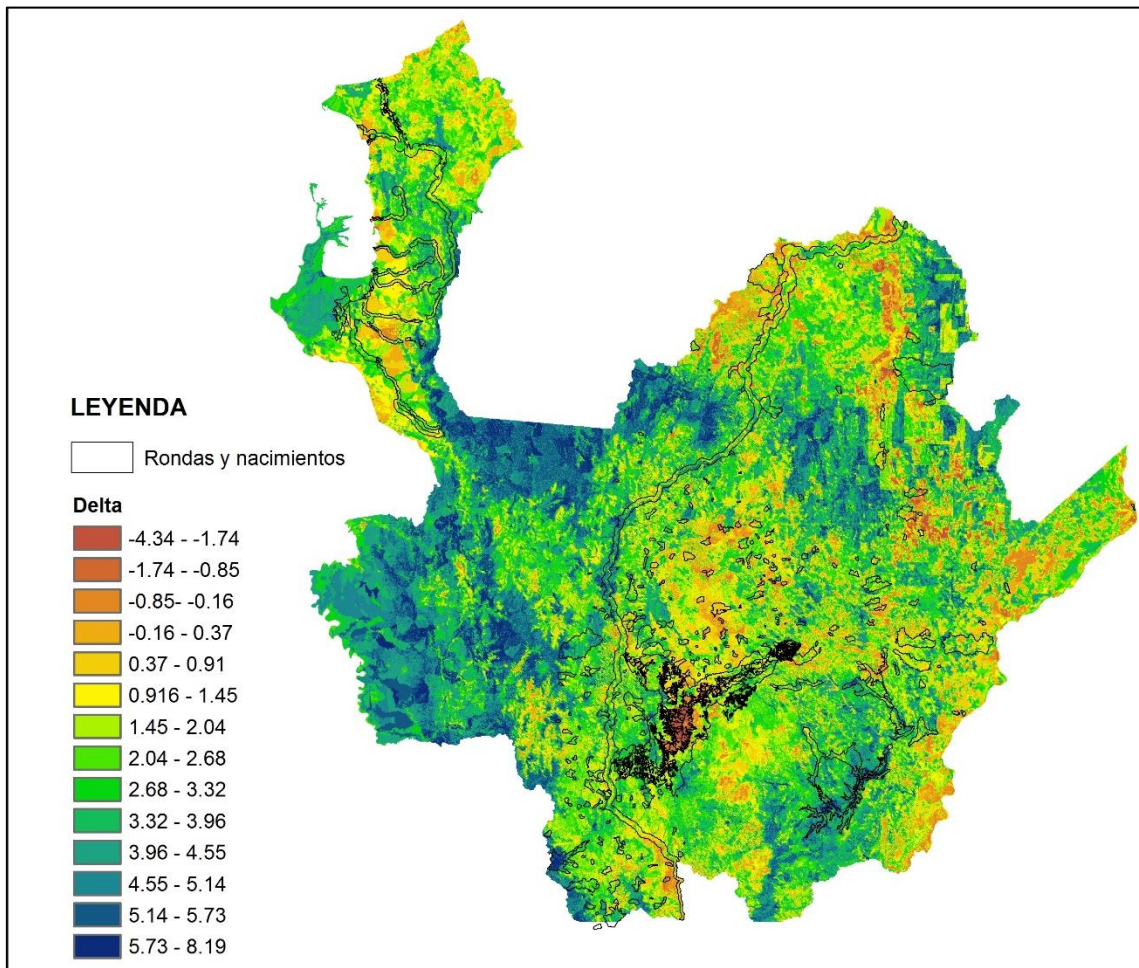 LEYENDA
Rondas y nacimientos
Delta
-4.34 - -1.74
-1.74 - -0.85
-0.85- -0.16
-0.16 - 0.37
0.37 - 0.91
0.916 - 1.45
1.45 - 2.04
2.04 - 2.68
2.68 - 3.32
3.32 - 3.96
3.96 - 4.55
4.55 - 5.14
5.14 - 5.73
5.73 - 8.19